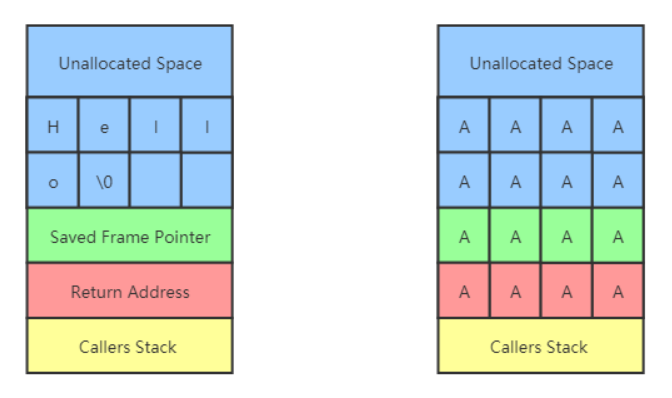 Unallocated Space
H e l l
o \0
Saved Frame Pointer
Return Address
Callers Stack
Unallocated Space
A A A A
A A A A
A A A A
A A A A
Callers Stack